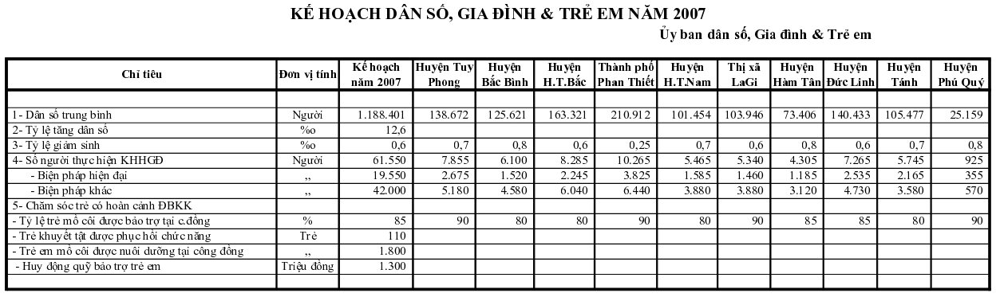 KẾ HOẠCH DÂN SỐ, GIA ĐÌNH & TRẺ EM NĂM 2007
Ủy ban dân số, Gia đình & Trẻ em
Chỉ tiêu Đơn vị tính Kế hoạch năm 2007 Huyện Tuy Phong Huyện Bắc Bình Huyện H.T.Bắc Thành phố Phan Thiết Huyện H.T.Nam Thị xã LaGi Huyện Hàm Tân Huyện Đức Linh Huyện Tánh Huyện Phú Quý
1- Dân số trung bình Người 1.188.401 138.672 125.621 163.321 210.912 101.454 103.946 73.406 140.433 105.477 25.159
2- Tỷ lệ tăng dân số %o 12,6
3- Tỷ lệ giảm sinh %o 0,6 0,7 0,8 0,6 0,25 0,7 0,6 0,8 0,6 0,7 0,8
4- Số người thực hiện KHHGĐ Người 61.550 7.855 6.100 8.285 10.265 5.465 5.340 4.305 7.265 5.745 925
- Biện pháp hiện đại ,, 19.550 2.675 1.520 2.245 3.825 1.585 1.460 1.185 2.535 2.165 355
- Biện pháp khác ,, 42.000 5.180 4.580 6.040 6.440 3.880 3.880 3.120 4.730 3.580 570
5- Chăm sóc trẻ có hoàn cảnh ĐBKK
- Tỷ lệ trẻ mồ côi được bảo trợ tại c.đồng % 85 90 80 80 90 80 90 85 85 80 90
- Trẻ khuyết tật được phục hồi chức năng Trẻ 110
- Trẻ em mồ côi được nuôi dưỡng tại công đồng ,, 1.800
- Huy động quỹ bảo trợ trẻ em Triệu đồng 1.300